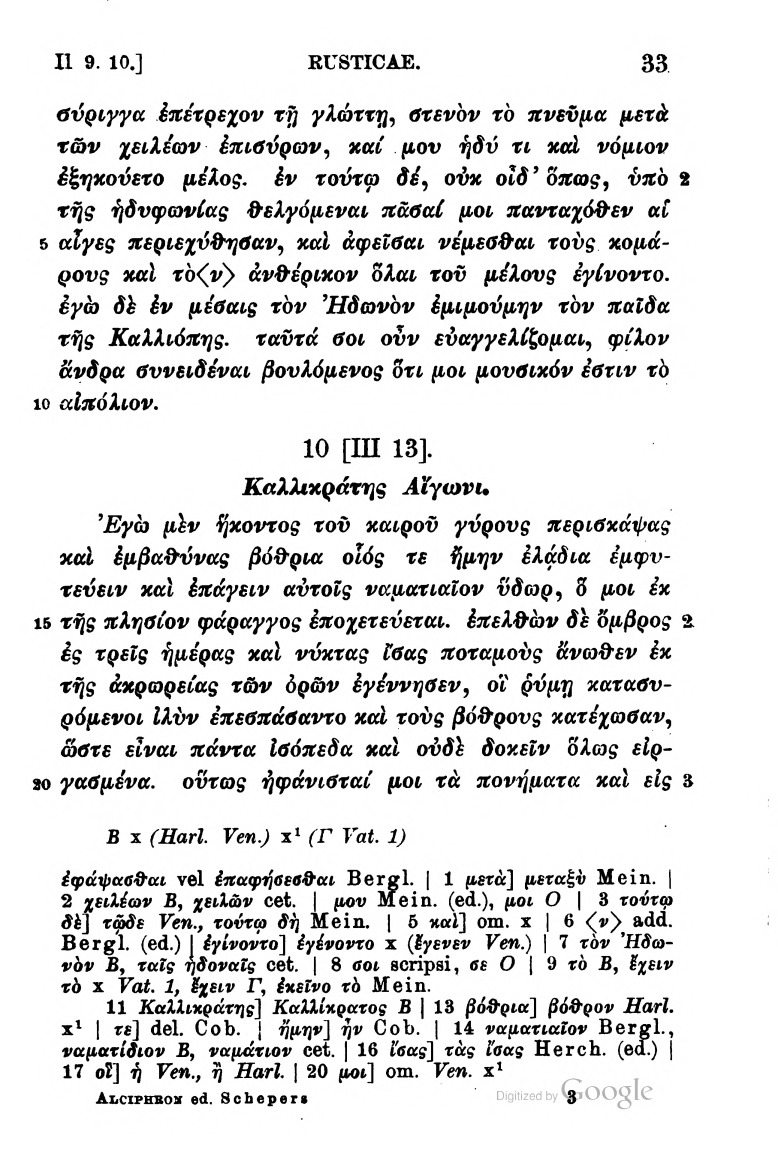 II 9. 10.] RUSTICAE. 33
σύριγγα ἐπέτρεχον τῇ γλώττῃ, στενὸν τὸ πνεῦμα μετὰ
τῶν χειλέων ἐπισύρων, καί μου ἡδύ τι καὶ νόμιον
ἐξηκούετο μέλος. ἐν τούτῳ δέ, οὐκ οἶδ' ὅπως, ὑπὸ 2
τῆς ἡδυφωνίας θελγόμεναι πᾶσαί μοι πανταχόθεν αἱ
5 αἶγες περιεχύθησαν, καὶ ἀφεῖσαι νέμεσθαι τοὺς κομά-
ρους καὶ τὸ⟨ν⟩ ἀνθέρικον ὅλαι τοῦ μέλους ἐγίνοντο.
ἐγὼ δὲ ἐν μέσαις τὸν Ἠδωνὸν ἐμιμούμην τὸν παῖδα
τῆς Καλλιόπης. ταῦτά σοι οὖν εὐαγγελίζομαι, φίλον
ἄνδρα συνειδέναι βουλόμενος ὅτι μοι μουσικόν ἐστιν τὸ
10 αἰπόλιον.
10 [III 13].
Καλλικράτης Αἴγωνι.
Ἐγὼ μὲν ἥκοντος τοῦ καιροῦ γύρους περισκάψας
καὶ ἐμβαθύνας βόθρια οἷός τε ἤμην ἐλᾴδια ἐμφυ-
τεύειν καὶ ἐπάγειν αὐτοῖς ναματιαῖον ὕδωρ, ὅ μοι ἐκ
15 τῆς πλησίον φάραγγος ἐποχετεύεται. ἐπελθὼν δὲ ὄμβρος 2
ἐς τρεῖς ἡμέρας καὶ νύκτας ἴσας ποταμοὺς ἄνωθεν ἐκ
τῆς ἀκρωρείας τῶν ὀρῶν ἐγέννησεν, οἳ ῥύμῃ κατασυ-
ρόμενοι ἰλὺν ἐπεσπάσαντο καὶ τοὺς βόθρους κατέχωσαν,
ὥστε εἶναι πάντα ἰσόπεδα καὶ οὐδὲ δοκεῖν ὅλως εἰρ-
20 γασμένα. οὕτως ἠφάνισταί μοι τὰ πονήματα καὶ εἰς 3
B x (Harl. Ven.) x¹ (Γ Vat. 1)
ἐφάψασθαι vel ἐπαφήσεσθαι Bergl. | 1 μετὰ] μεταξὺ Mein. |
2 χειλέων B, χειλῶν cet. | μου Mein. (ed.), μοι O | 3 τούτῳ
δὲ] τῷδε Ven., τούτῳ δὴ Mein. | 5 καὶ] om. x | 6 ⟨ν⟩ add.
Bergl. (ed.) | ἐγίνοντο] ἐγένοντο x (ἔγενεν Ven.) | 7 τὸν Ἠδω-
νὸν B, ταῖς ἡδοναῖς cet. | 8 σοι scripsi, σε O | 9 τὸ B, ἔχειν
τὸ x Vat. 1, ἔχειν Γ, ἐκεῖνο τὸ Mein.
11 Καλλικράτης] Καλλίκρατος B | 13 βόθρια] βόθρον Harl.
x¹ | τε] del. Cob. | ἤμην] ἦν Cob. | 14 ναματιαῖον Bergl.,
ναματίδιον B, ναμάτιον cet. | 16 ἴσας] τὰς ἴσας Herch. (ed.) |
17 οἳ] ἡ Ven., ἢ Harl. | 20 μοι] om. Ven. x¹
ALCIPHRON ed. Schepers 3
Digitized by Google